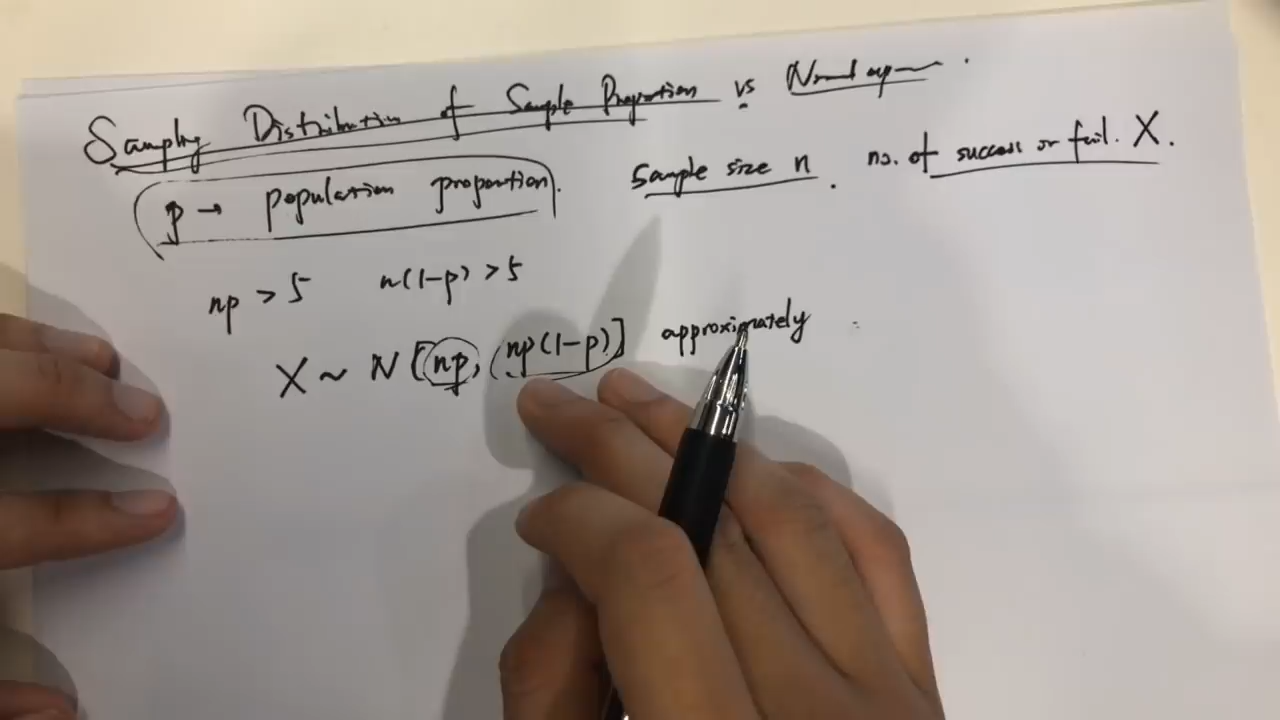 Sampling Distribution of Sample Proportion vs Normal
p → population proportion. sample size n. no. of success or fail. X.
np > 5 n(1-p) > 5
X ~ N [np, np(1-p)] approximately